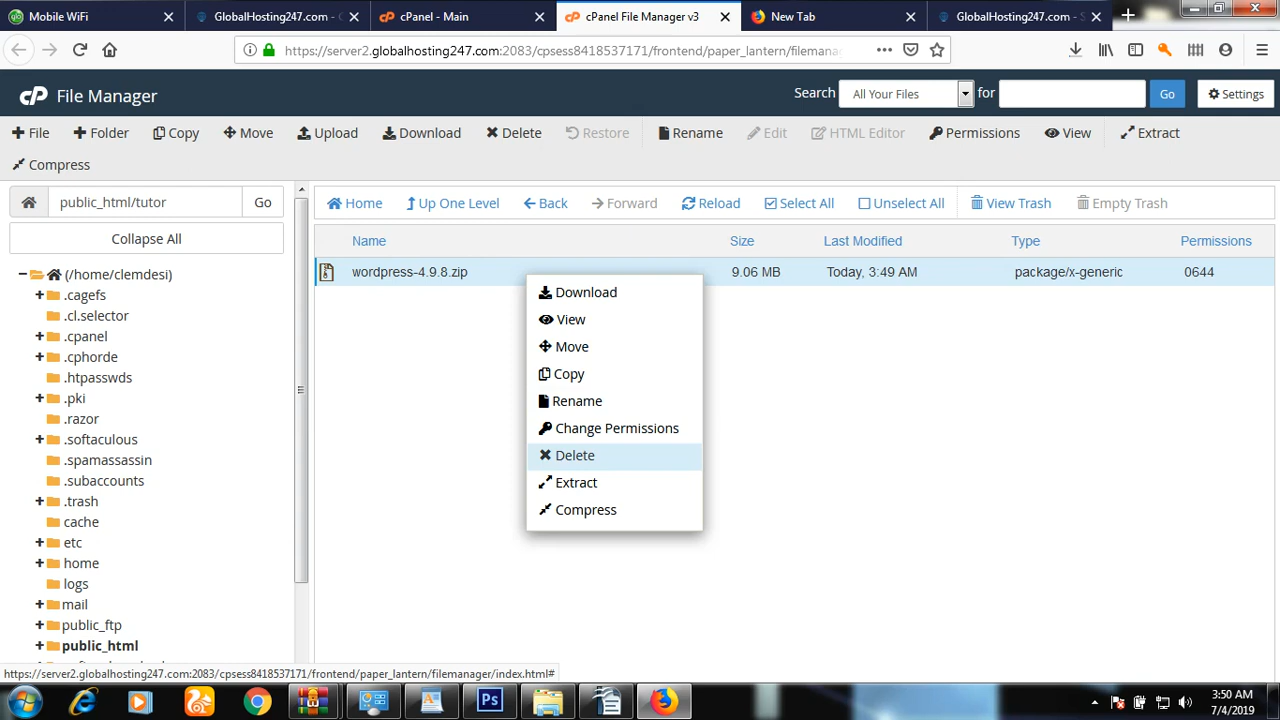 Mobile WiFi
GlobalHosting247.com - C
cPanel - Main
cPanel File Manager v3
New Tab
GlobalHosting247.com - S
https://server2.globalhosting247.com:2083/cpsess8418537171/frontend/paper_lantern/filemana
cP File Manager
Search All Your Files for Go Settings
File Folder Copy Move Upload Download Delete Restore Rename Edit HTML Editor Permissions View Extract
Compress
public_html/tutor Go
Home Up One Level Back Forward Reload Select All Unselect All View Trash Empty Trash
Collapse All
Name Size Last Modified Type Permissions
wordpress-4.9.8.zip 9.06 MB Today, 3:49 AM package/x-generic 0644
(/home/clemdesi)
.cagefs
.cl.selector
.cpanel
.cphorde
.htpasswds
.pki
.razor
.softaculous
.spamassassin
.subaccounts
.trash
cache
etc
home
logs
mail
public_ftp
public_html
Download
View
Move
Copy
Rename
Change Permissions
Delete
Extract
Compress
https://server2.globalhosting247.com:2083/cpsess8418537171/frontend/paper_lantern/filemanager/index.html#
Ps
3:50 AM
7/4/2019